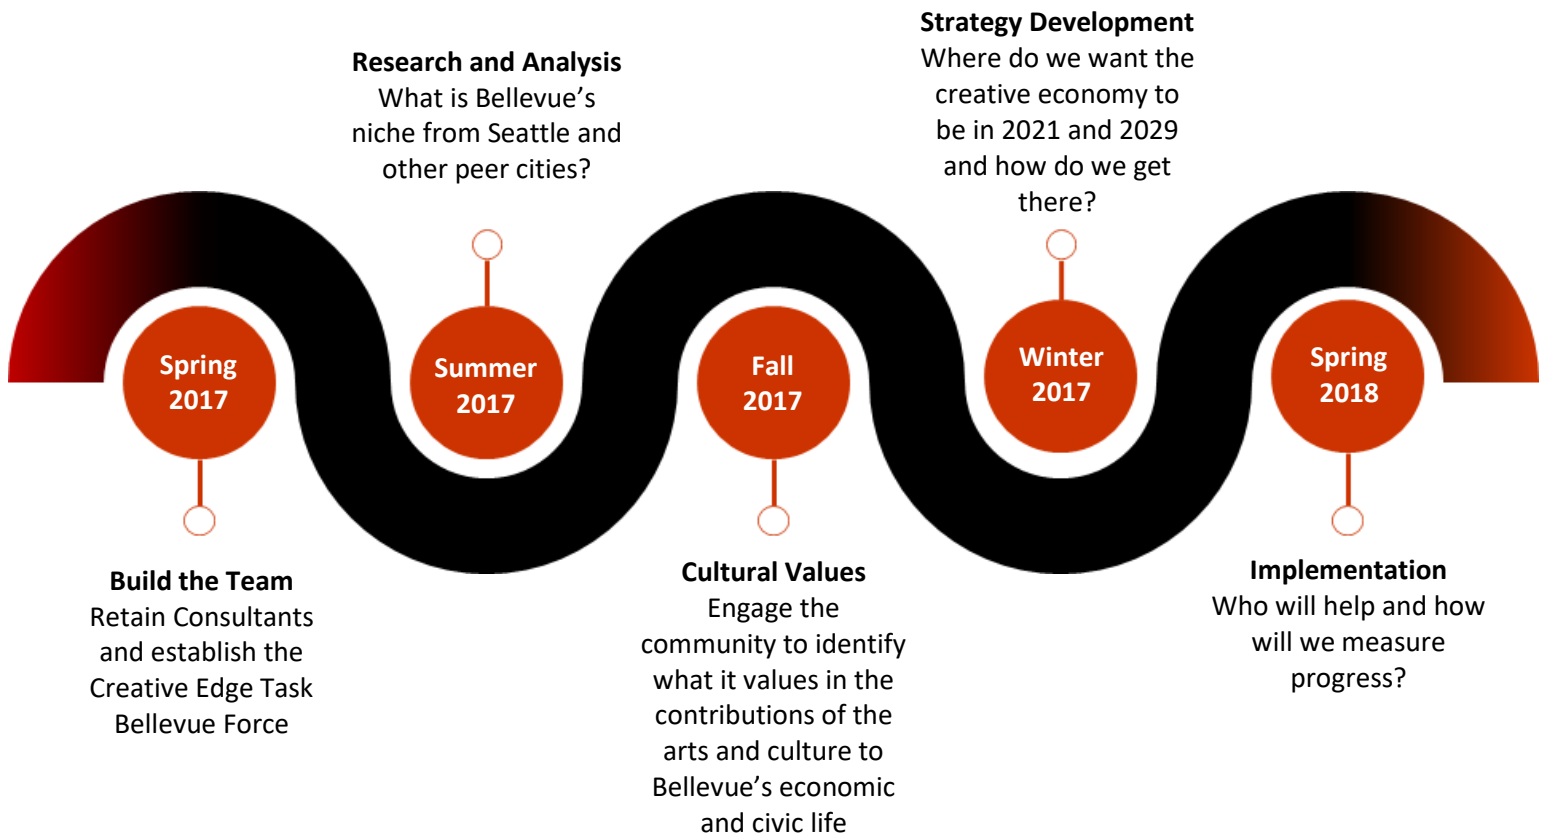 Spring
2017
Build the Team
Retain Consultants
and establish the
Creative Edge Task
Bellevue Force
Research and Analysis
What is Bellevue’s
niche from Seattle and
other peer cities?
Summer
2017
Fall
2017
Cultural Values
Engage the
community to identify
what it values in the
contributions of the
arts and culture to
Bellevue’s economic
and civic life
Strategy Development
Where do we want the
creative economy to
be in 2021 and 2029
and how do we get
there?
Winter
2017
Spring
2018
Implementation
Who will help and how
will we measure
progress?